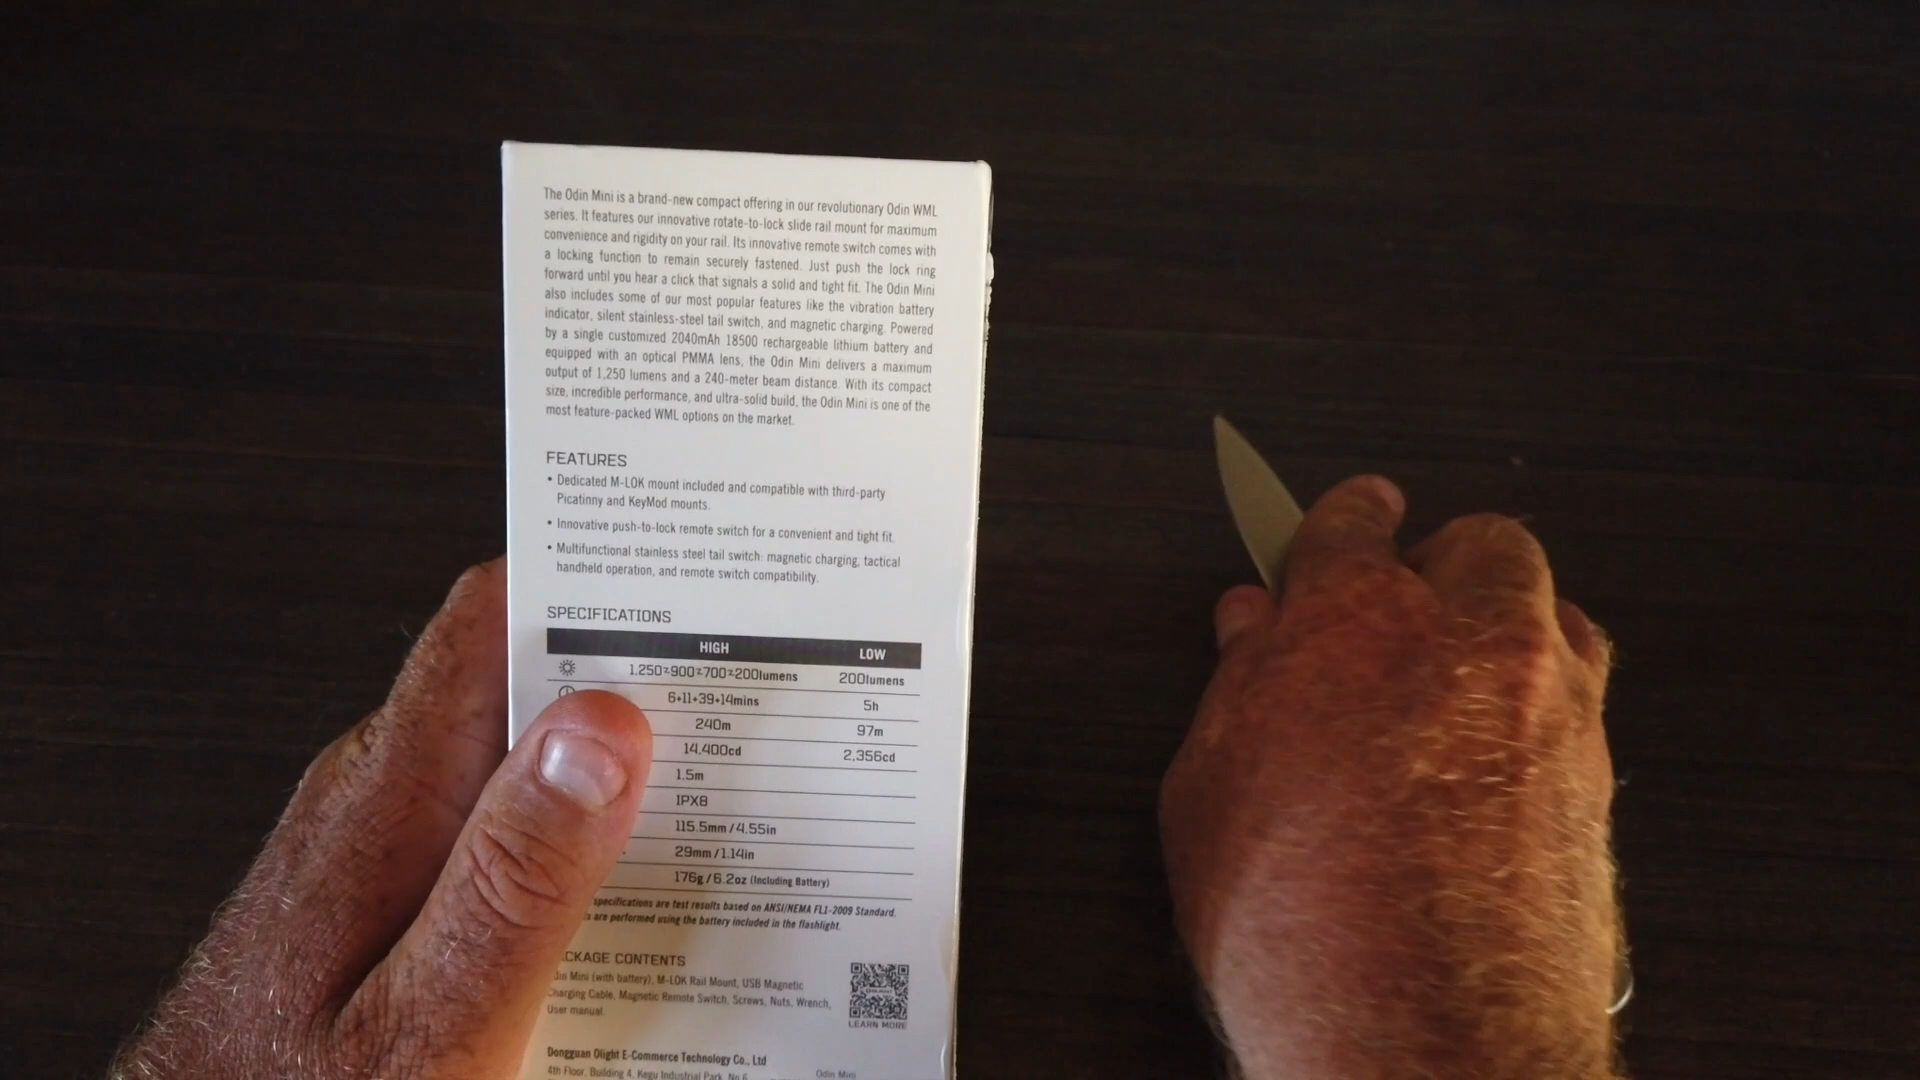 The Odin Mini is a brand-new compact offering in our revolutionary Odin WML
series. It features our innovative rotate-to-lock slide rail mount for maximum
convenience and rigidity on your rail. Its innovative remote switch comes with
a locking function to remain securely fastened. Just push the lock ring
forward until you hear a click that signals a solid and tight fit. The Odin Mini
also includes some of our most popular features like the vibration battery
indicator, silent stainless-steel tail switch, and magnetic charging. Powered
by a single customized 2040mAh 18500 rechargeable lithium battery and
equipped with an optical PMMA lens, the Odin Mini delivers a maximum
output of 1,250 lumens and a 240-meter beam distance. With its compact
size, incredible performance, and ultra-solid build, the Odin Mini is one of the
most feature-packed WML options on the market.
FEATURES
• Dedicated M-LOK mount included and compatible with third-party
Picatinny and KeyMod mounts.
• Innovative push-to-lock remote switch for a convenient and tight fit.
• Multifunctional stainless steel tail switch: magnetic charging, tactical
handheld operation, and remote switch compatibility.
SPECIFICATIONS
HIGH LOW
1,250~900~700~200lumens 200lumens
6+11+39+14mins 5h
240m 97m
14,400cd 2,356cd
1.5m
IPX8
115.5mm/4.55in
29mm/1.14in
176g/6.2oz (Including Battery)
specifications are test results based on ANSI/NEMA FL1-2009 Standard.
are performed using the battery included in the flashlight.
CKAGE CONTENTS
Mini (with battery), M-LOK Rail Mount, USB Magnetic
Charging Cable, Magnetic Remote Switch, Screws, Nuts, Wrench,
User manual.
LEARN MORE
Dongguan Olight E-Commerce Technology Co., Ltd
4th Floor, Building 4, Kegu Industrial Park, No 6
Odin Mini